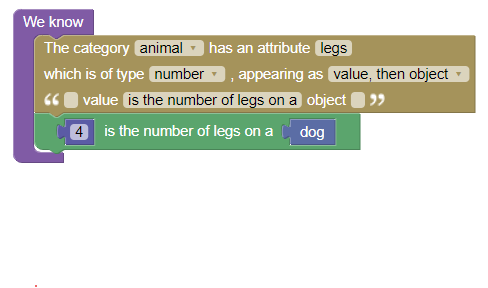 We know
The category animal has an attribute legs
which is of type number , appearing as value, then object
“ value is the number of legs on a object ”
4 is the number of legs on a dog